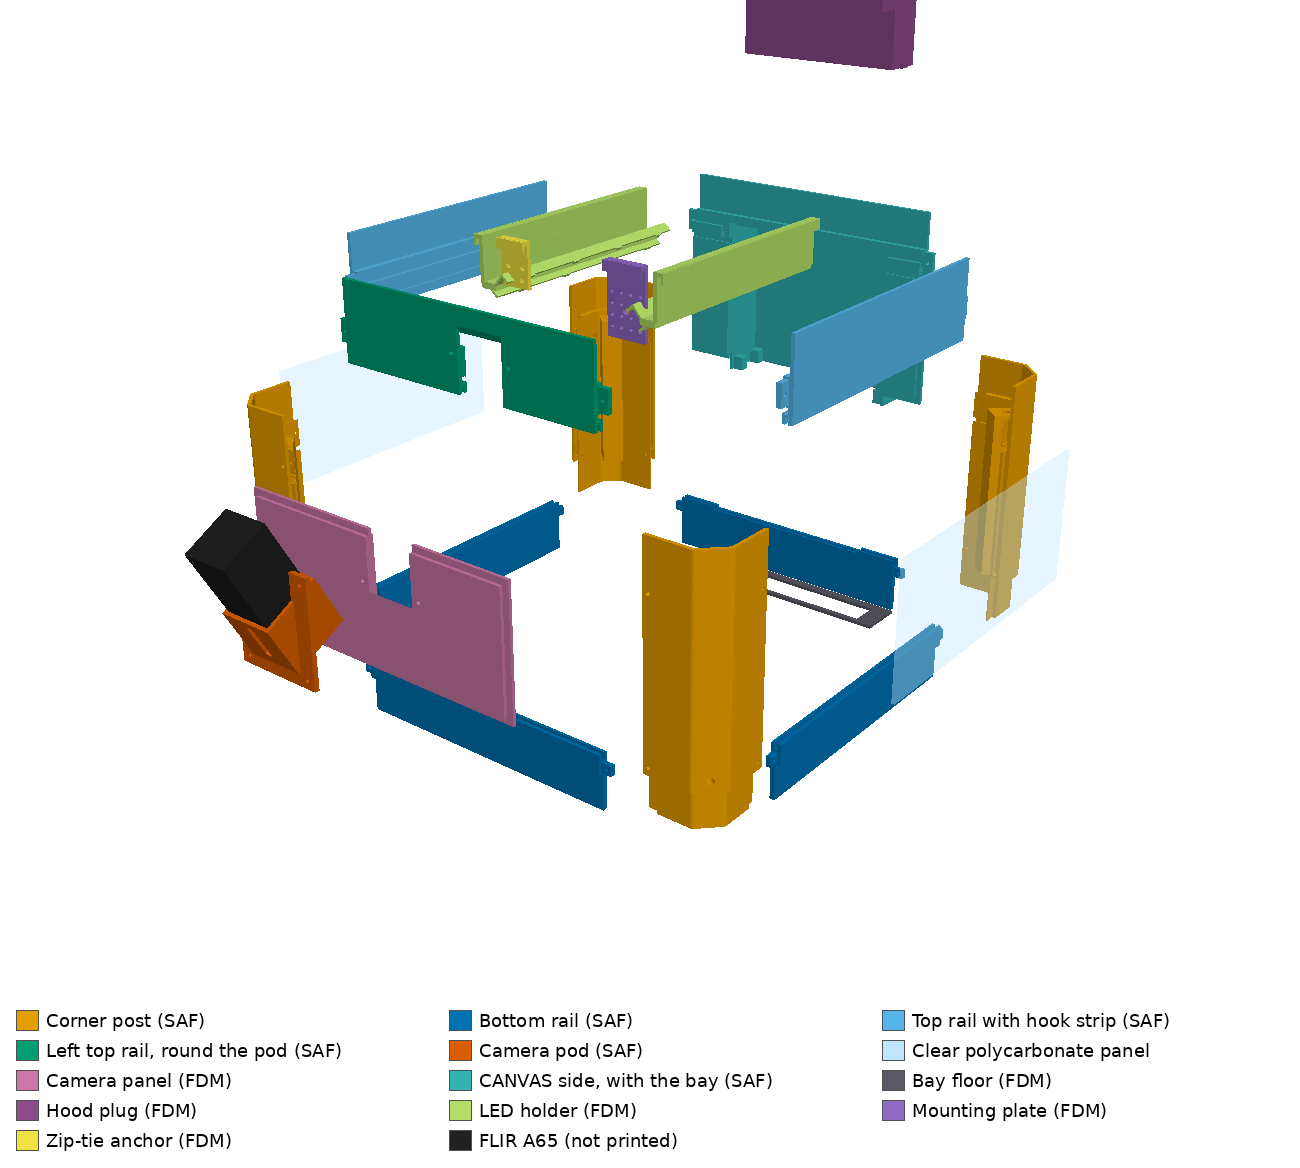 Corner post (SAF)
Bottom rail (SAF)
Top rail with hook strip (SAF)
Left top rail, round the pod (SAF)
Camera pod (SAF)
Clear polycarbonate panel
Camera panel (FDM)
CANVAS side, with the bay (SAF)
Bay floor (FDM)
Hood plug (FDM)
LED holder (FDM)
Mounting plate (FDM)
Zip-tie anchor (FDM)
FLIR A65 (not printed)